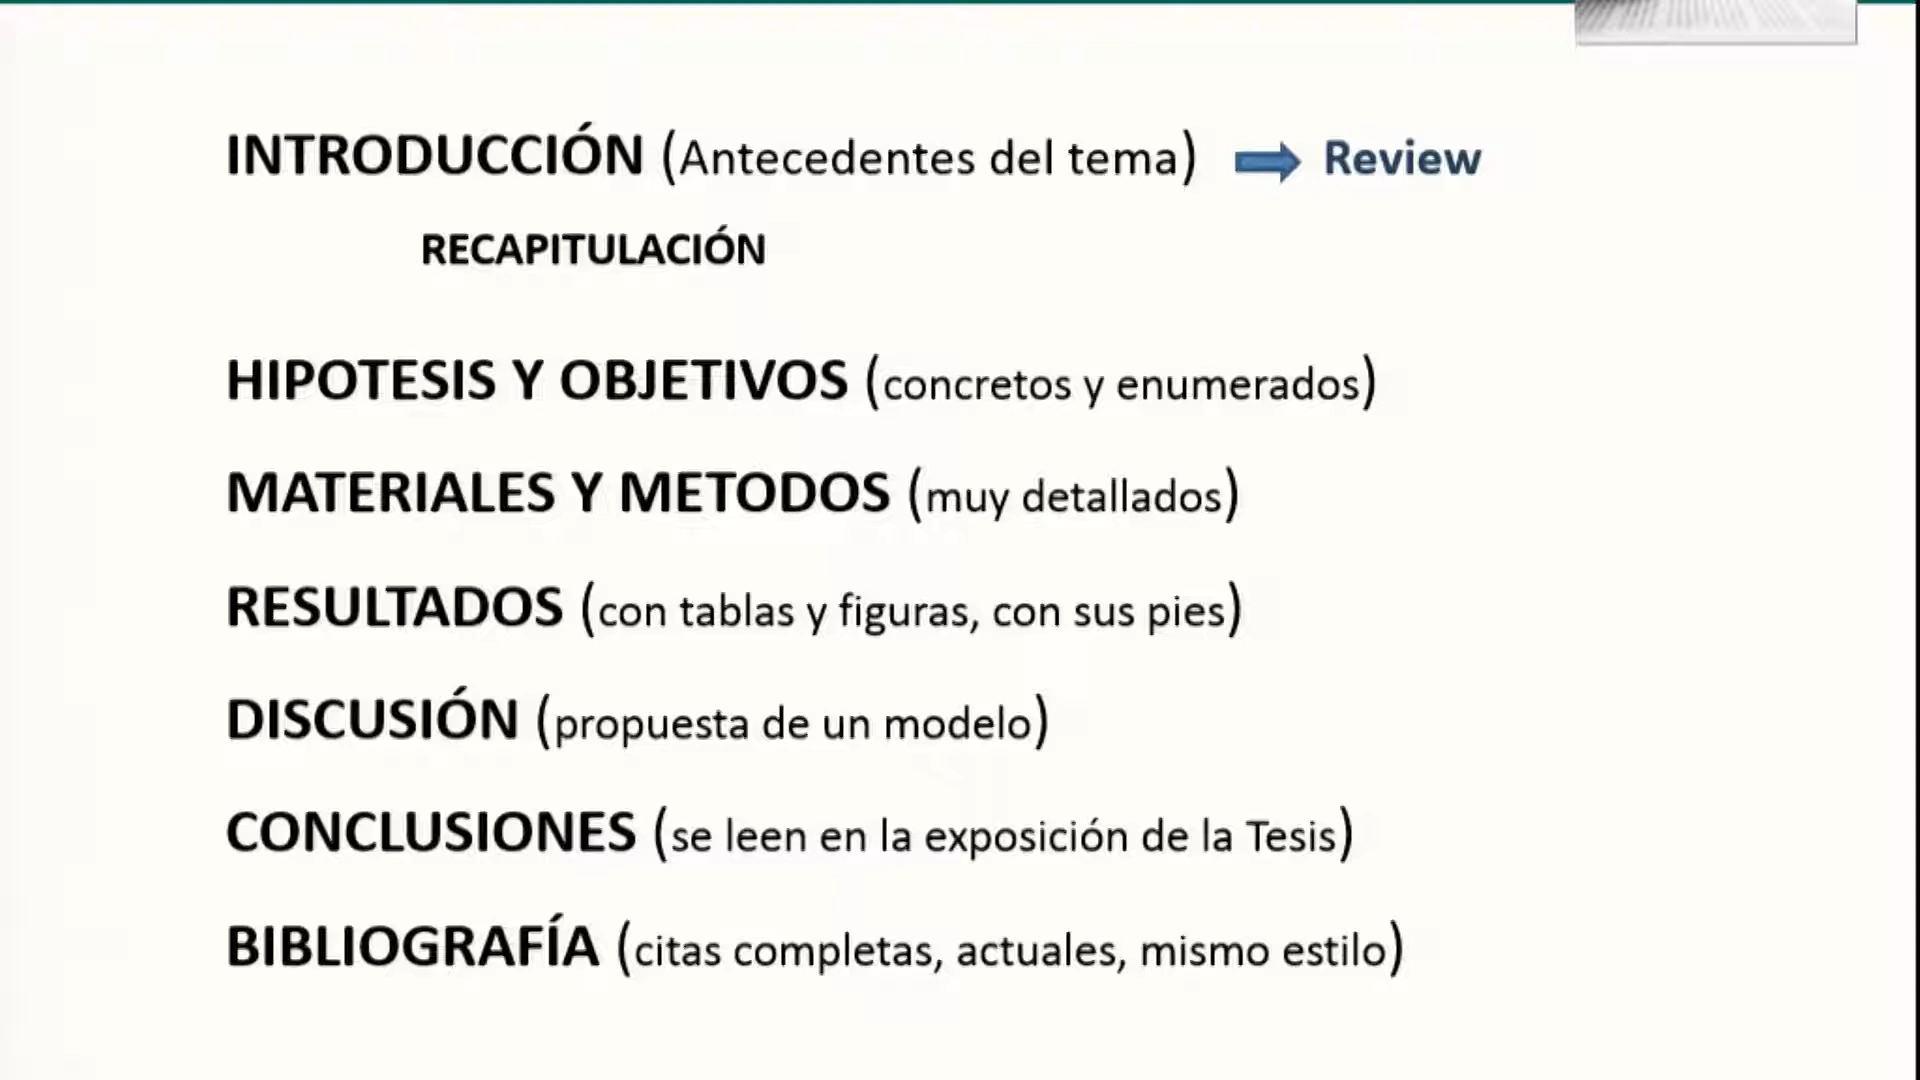 INTRODUCCIÓN (Antecedentes del tema) Review
RECAPITULACIÓN
HIPOTESIS Y OBJETIVOS (concretos y enumerados)
MATERIALES Y METODOS (muy detallados)
RESULTADOS (con tablas y figuras, con sus pies)
DISCUSIÓN (propuesta de un modelo)
CONCLUSIONES (se leen en la exposición de la Tesis)
BIBLIOGRAFÍA (citas completas, actuales, mismo estilo)